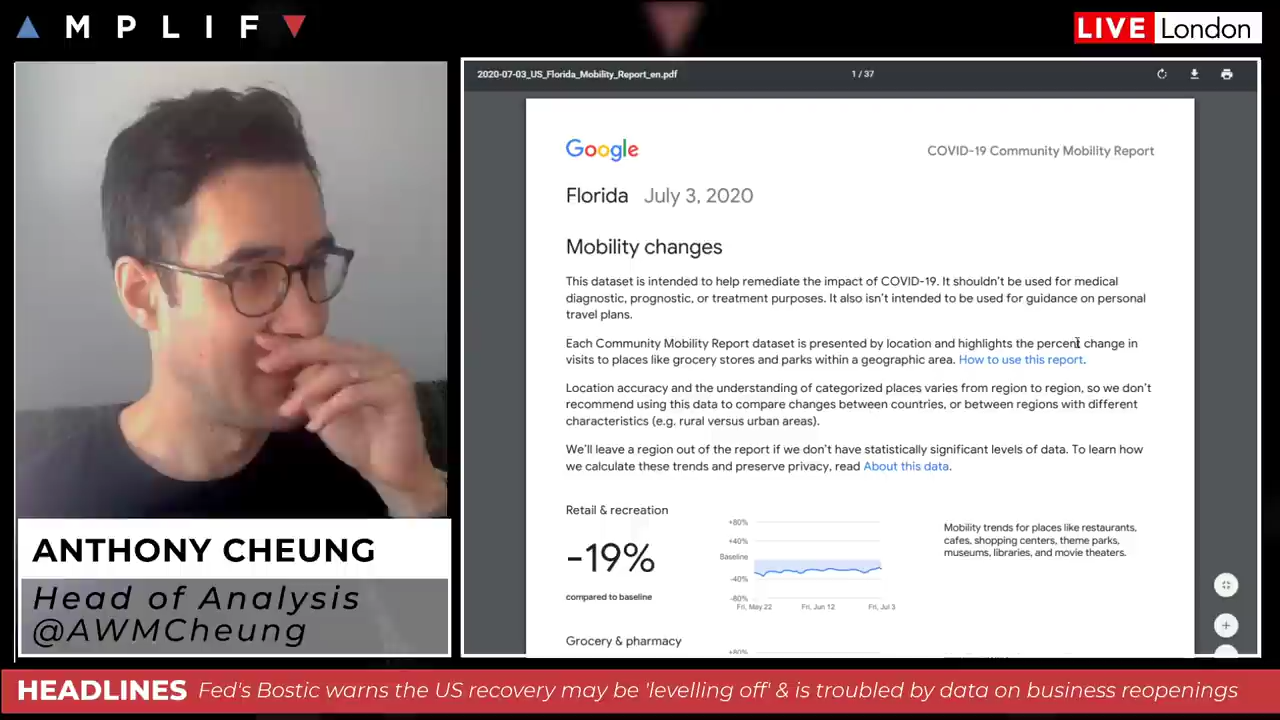 MPLIF
LIVE London
2020-07-03_US_Florida_Mobility_Report_en.pdf
1 / 37
Google
COVID-19 Community Mobility Report
Florida July 3, 2020
Mobility changes
This dataset is intended to help remediate the impact of COVID-19. It shouldn't be used for medical
diagnostic, prognostic, or treatment purposes. It also isn't intended to be used for guidance on personal
travel plans.
Each Community Mobility Report dataset is presented by location and highlights the percent change in
visits to places like grocery stores and parks within a geographic area. How to use this report.
Location accuracy and the understanding of categorized places varies from region to region, so we don't
recommend using this data to compare changes between countries, or between regions with different
characteristics (e.g. rural versus urban areas).
We'll leave a region out of the report if we don't have statistically significant levels of data. To learn how
we calculate these trends and preserve privacy, read About this data.
Retail & recreation
-19%
compared to baseline
+80%
+40%
Baseline
-40%
-80%
Fri, May 22
Fri, Jun 12
Fri, Jul 3
Mobility trends for places like restaurants,
cafes, shopping centers, theme parks,
museums, libraries, and movie theaters.
Grocery & pharmacy
+80%
ANTHONY CHEUNG
Head of Analysis
@AWMCheung
HEADLINES Fed's Bostic warns the US recovery may be 'levelling off' & is troubled by data on business reopenings